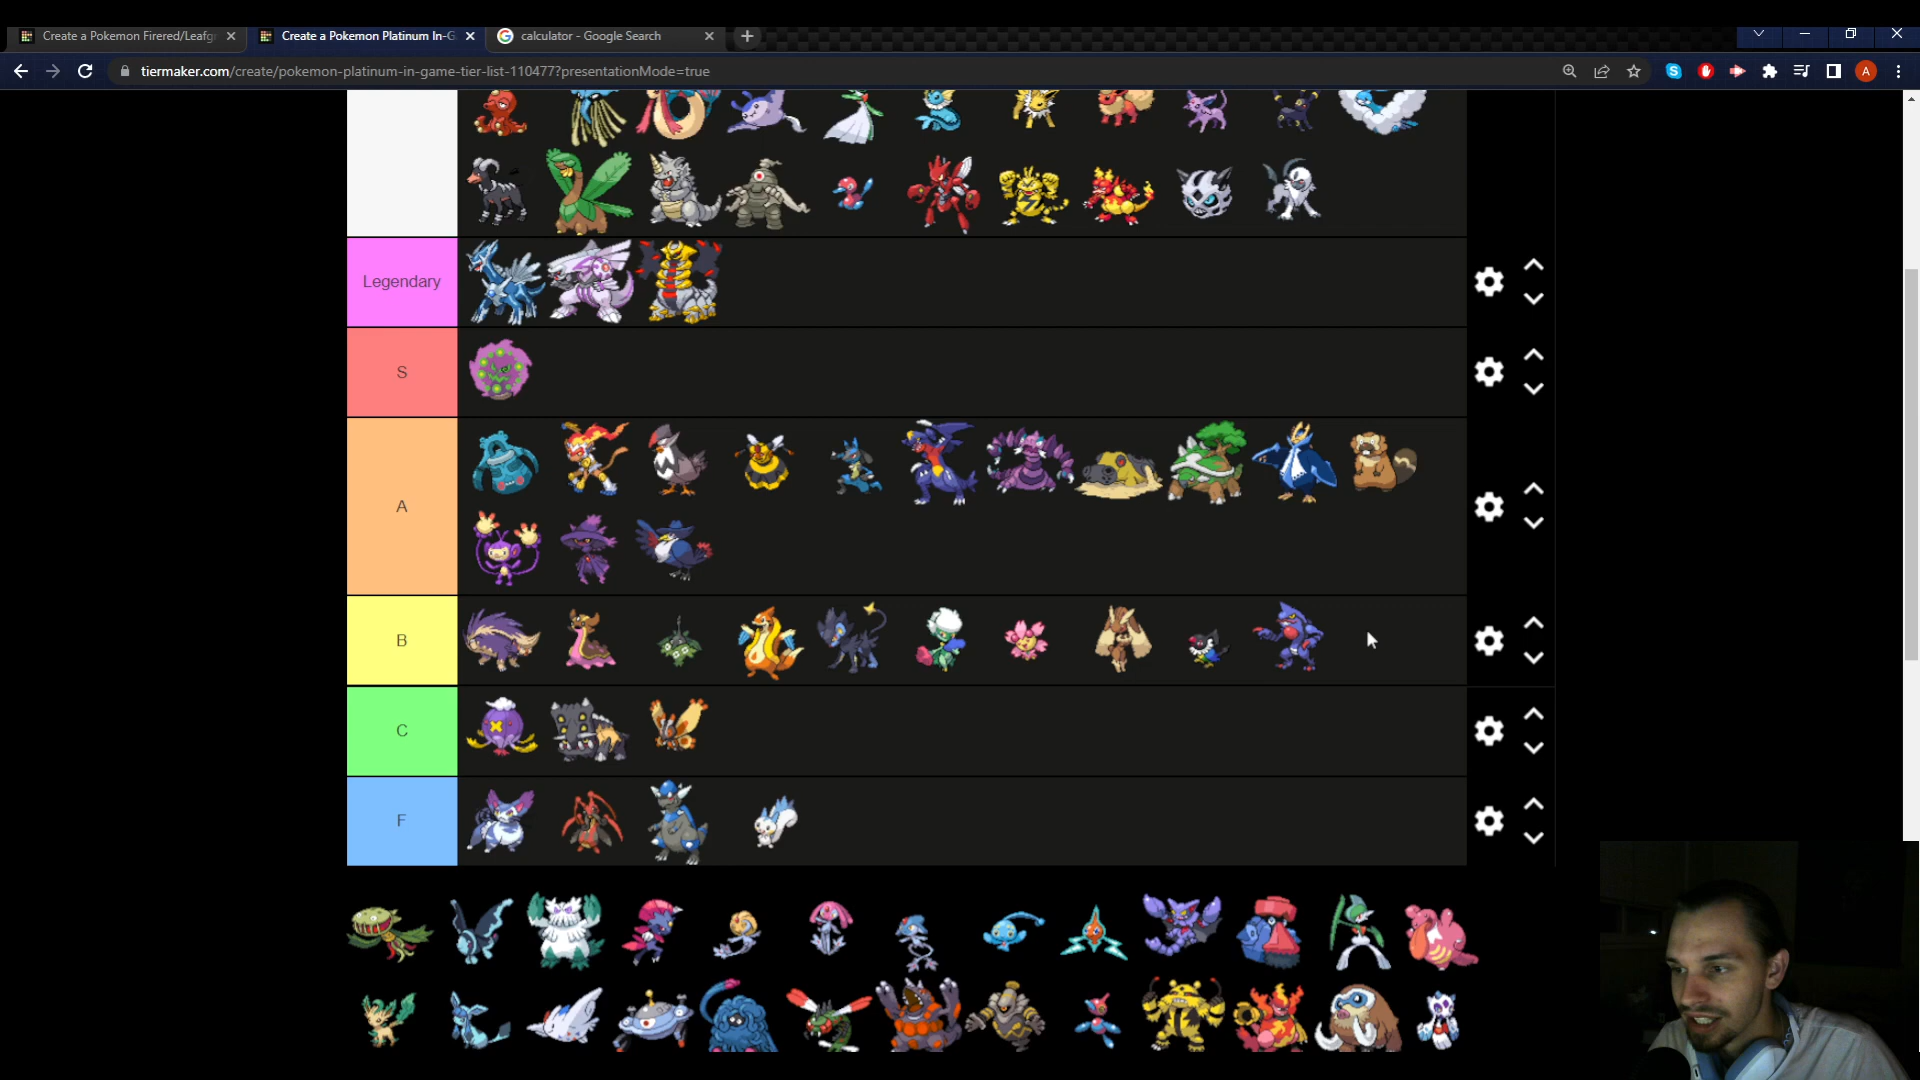 Create a Pokemon Firered/Leafgr
Create a Pokemon Platinum In-G
calculator - Google Search
tiermaker.com/create/pokemon-platinum-in-game-tier-list-110477?presentationMode=true
A
Legendary
S
A
B
C
F